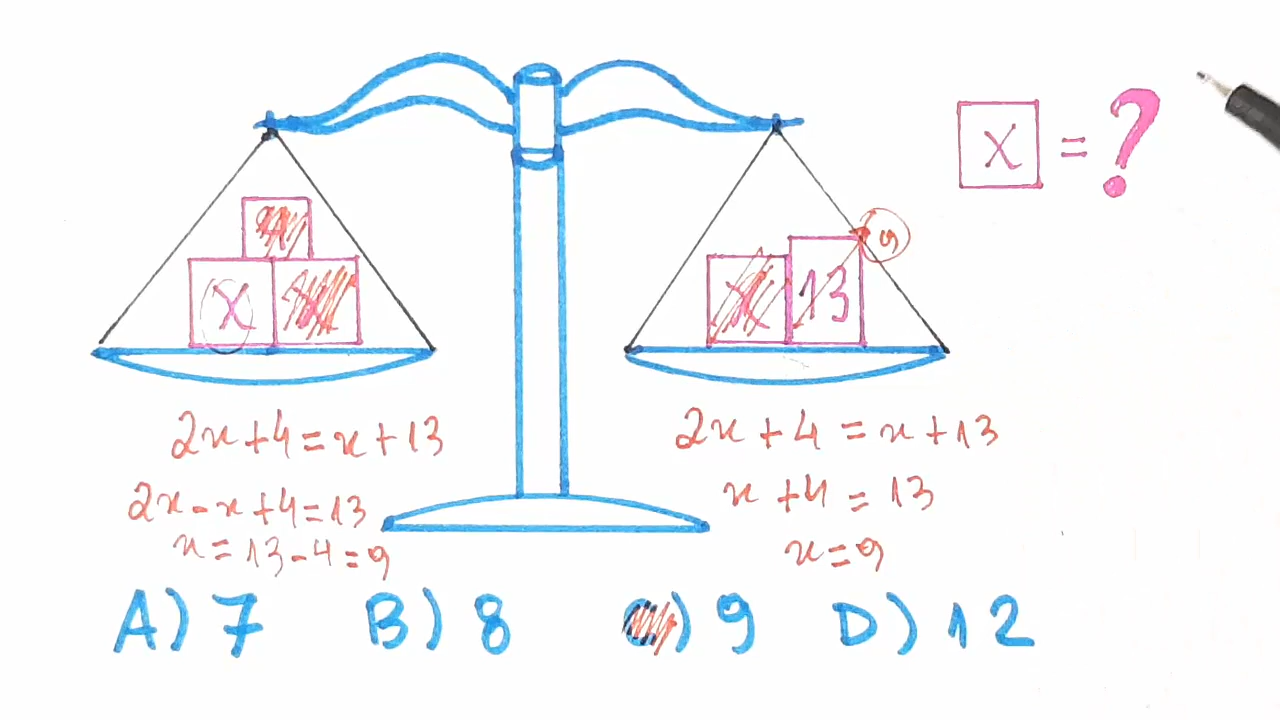 x = ?
4
x x
x 13
9
2x+4=x+13
2x-x+4=13
x=13-4=9
2x+4=x+13
x+4=13
x=9
A) 7 B) 8 C) 9 D) 12